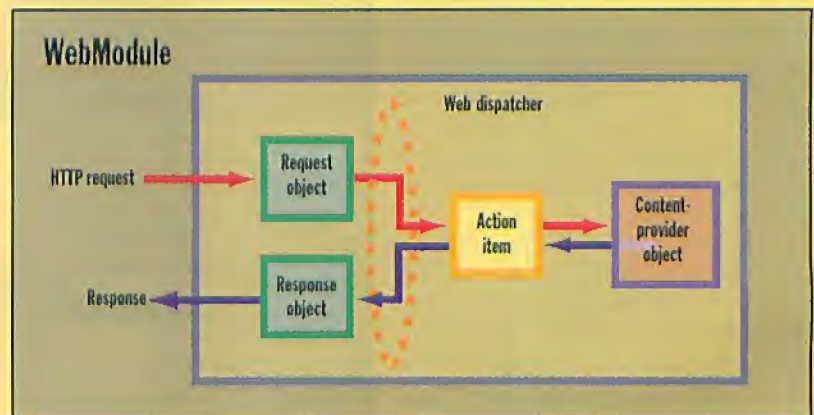 WebModule
Web dispatcher
HTTP request
Request
object
Action
item
Content-
provider
object
Response
Response
object